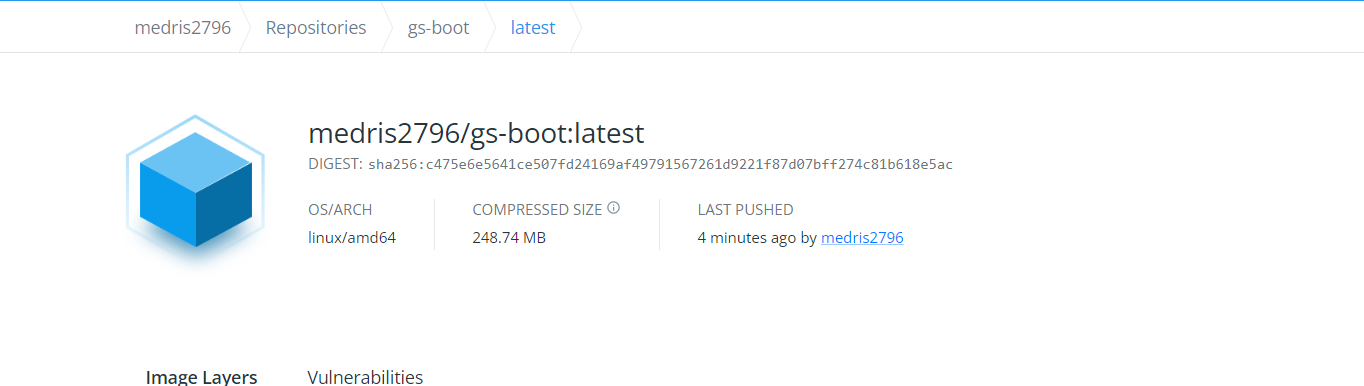 medris2796 Repositories gs-boot latest
medris2796/gs-boot:latest
DIGEST: sha256:c475e6e5641ce507fd24169af49791567261d9221f87d07bff274c81b618e5ac
OS/ARCH COMPRESSED SIZE LAST PUSHED
linux/amd64 248.74 MB 4 minutes ago by medris2796
Image Layers Vulnerabilities